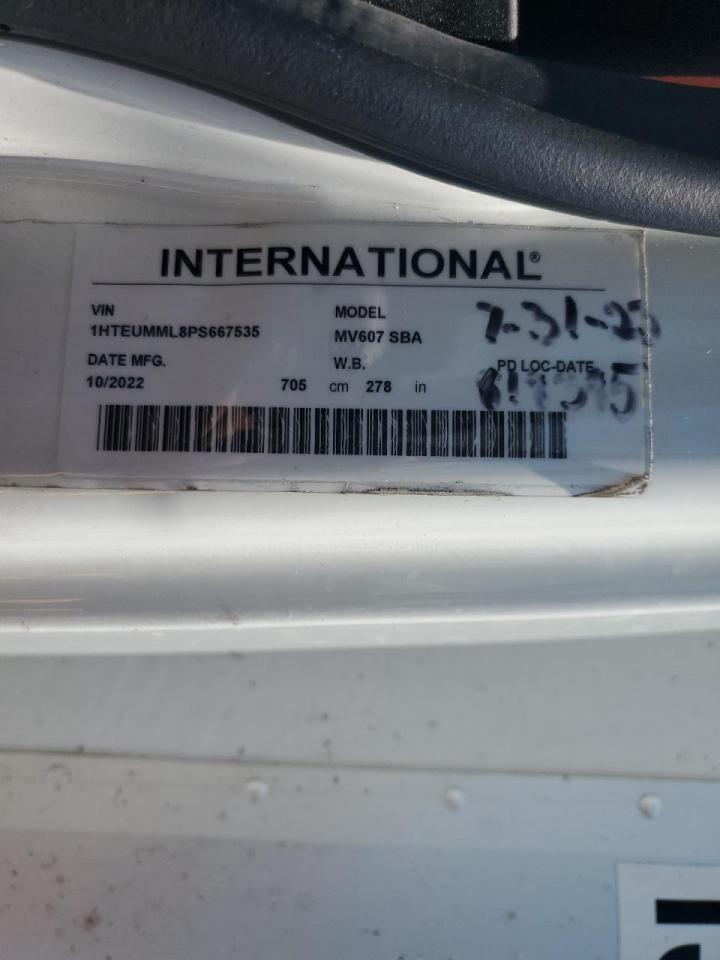 INTERNATIONAL®
VIN
1HTEUMML8PS667535
MODEL
MV607 SBA
7-31-23
DATE MFG.
10/2022
W.B.
705 cm 278 in
PD LOC-DATE